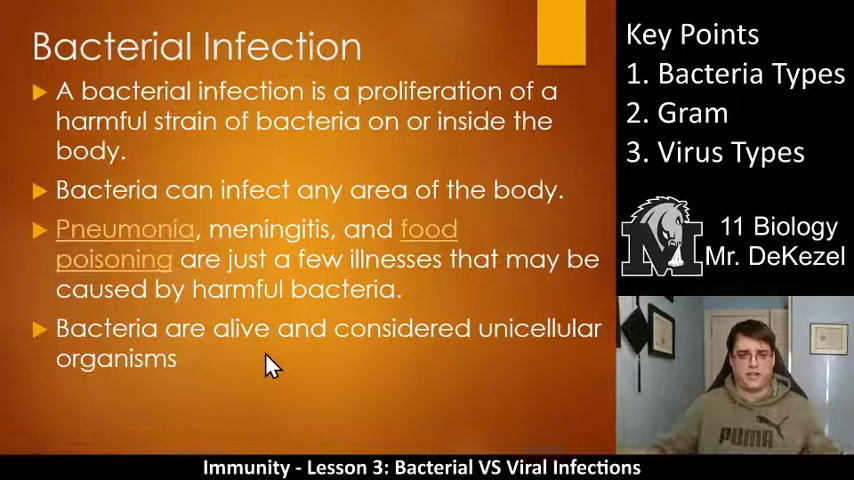 Bacterial Infection
A bacterial infection is a proliferation of a
harmful strain of bacteria on or inside the
body.
Bacteria can infect any area of the body.
Pneumonia, meningitis, and food
poisoning are just a few illnesses that may be
caused by harmful bacteria.
Bacteria are alive and considered unicellular
organisms
Key Points
1. Bacteria Types
2. Gram
3. Virus Types
M
11 Biology
Mr. DeKezel
PUMA
Immunity - Lesson 3: Bacterial VS Viral Infections